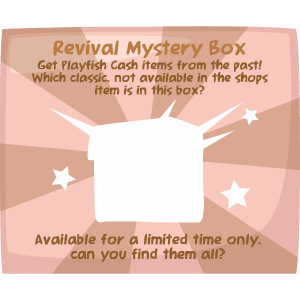 Revival Mystery Box
Get Playfish Cash items from the past!
Which classic, not available in the shops
item is in this box?
Available for a limited time only.
can you find them all?